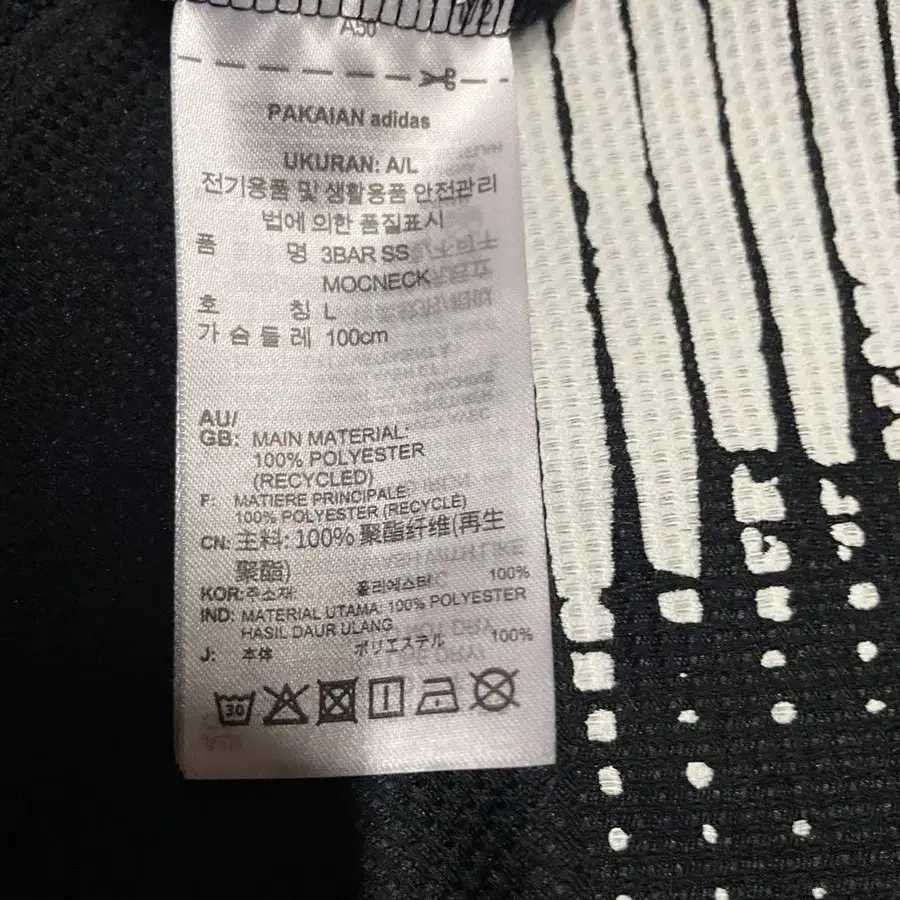 A50
PAKAIAN adidas
UKURAN: A/L
전기용품 및 생활용품 안전관리
법에 의한 품질표시
품 명 3BAR SS
MOCNECK
호 칭 L
가 슴 둘 레 100cm
AU/
GB: MAIN MATERIAL:
100% POLYESTER
(RECYCLED)
F: MATIERE PRINCIPALE:
100% POLYESTER (RECYCLE)
CN: 主料: 100% 聚酯纤维(再生
聚酯)
KOR: 주소재: 폴리에스터 100%
IND: MATERIAL UTAMA: 100% POLYESTER
HASIL DAUR ULANG
J: 本体 ポリエステル 100%
30